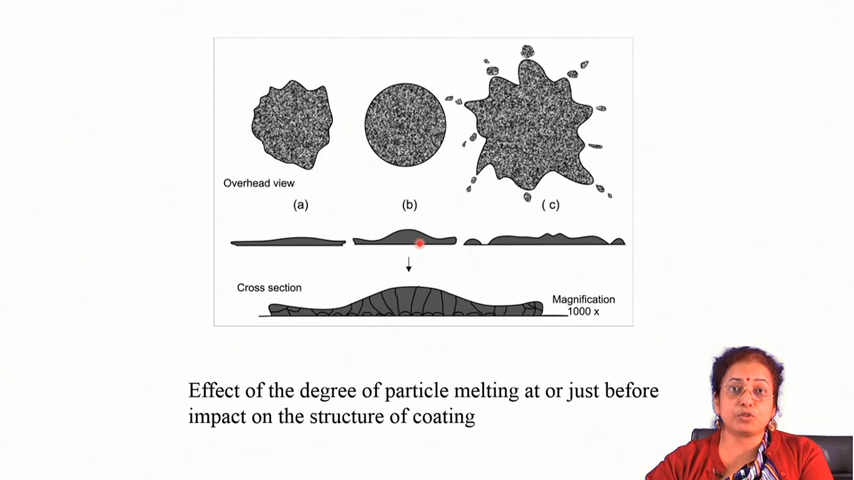 Overhead view
(a)
(b)
( c)
Cross section
Magnification
1000 x
Effect of the degree of particle melting at or just before
impact on the structure of coating